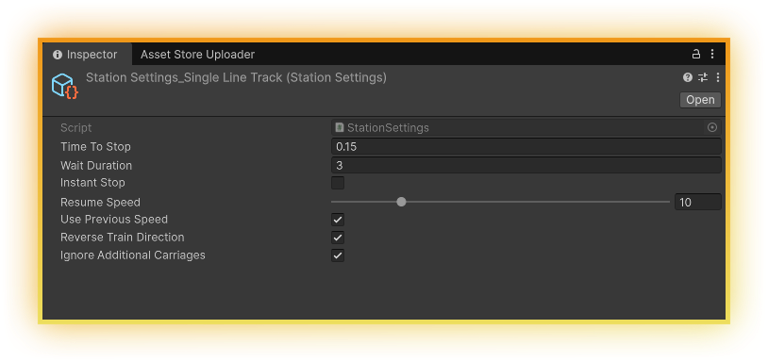 Inspector Asset Store Uploader
Station Settings_Single Line Track (Station Settings)
Open
Script StationSettings
Time To Stop 0.15
Wait Duration 3
Instant Stop
Resume Speed 10
Use Previous Speed
Reverse Train Direction
Ignore Additional Carriages